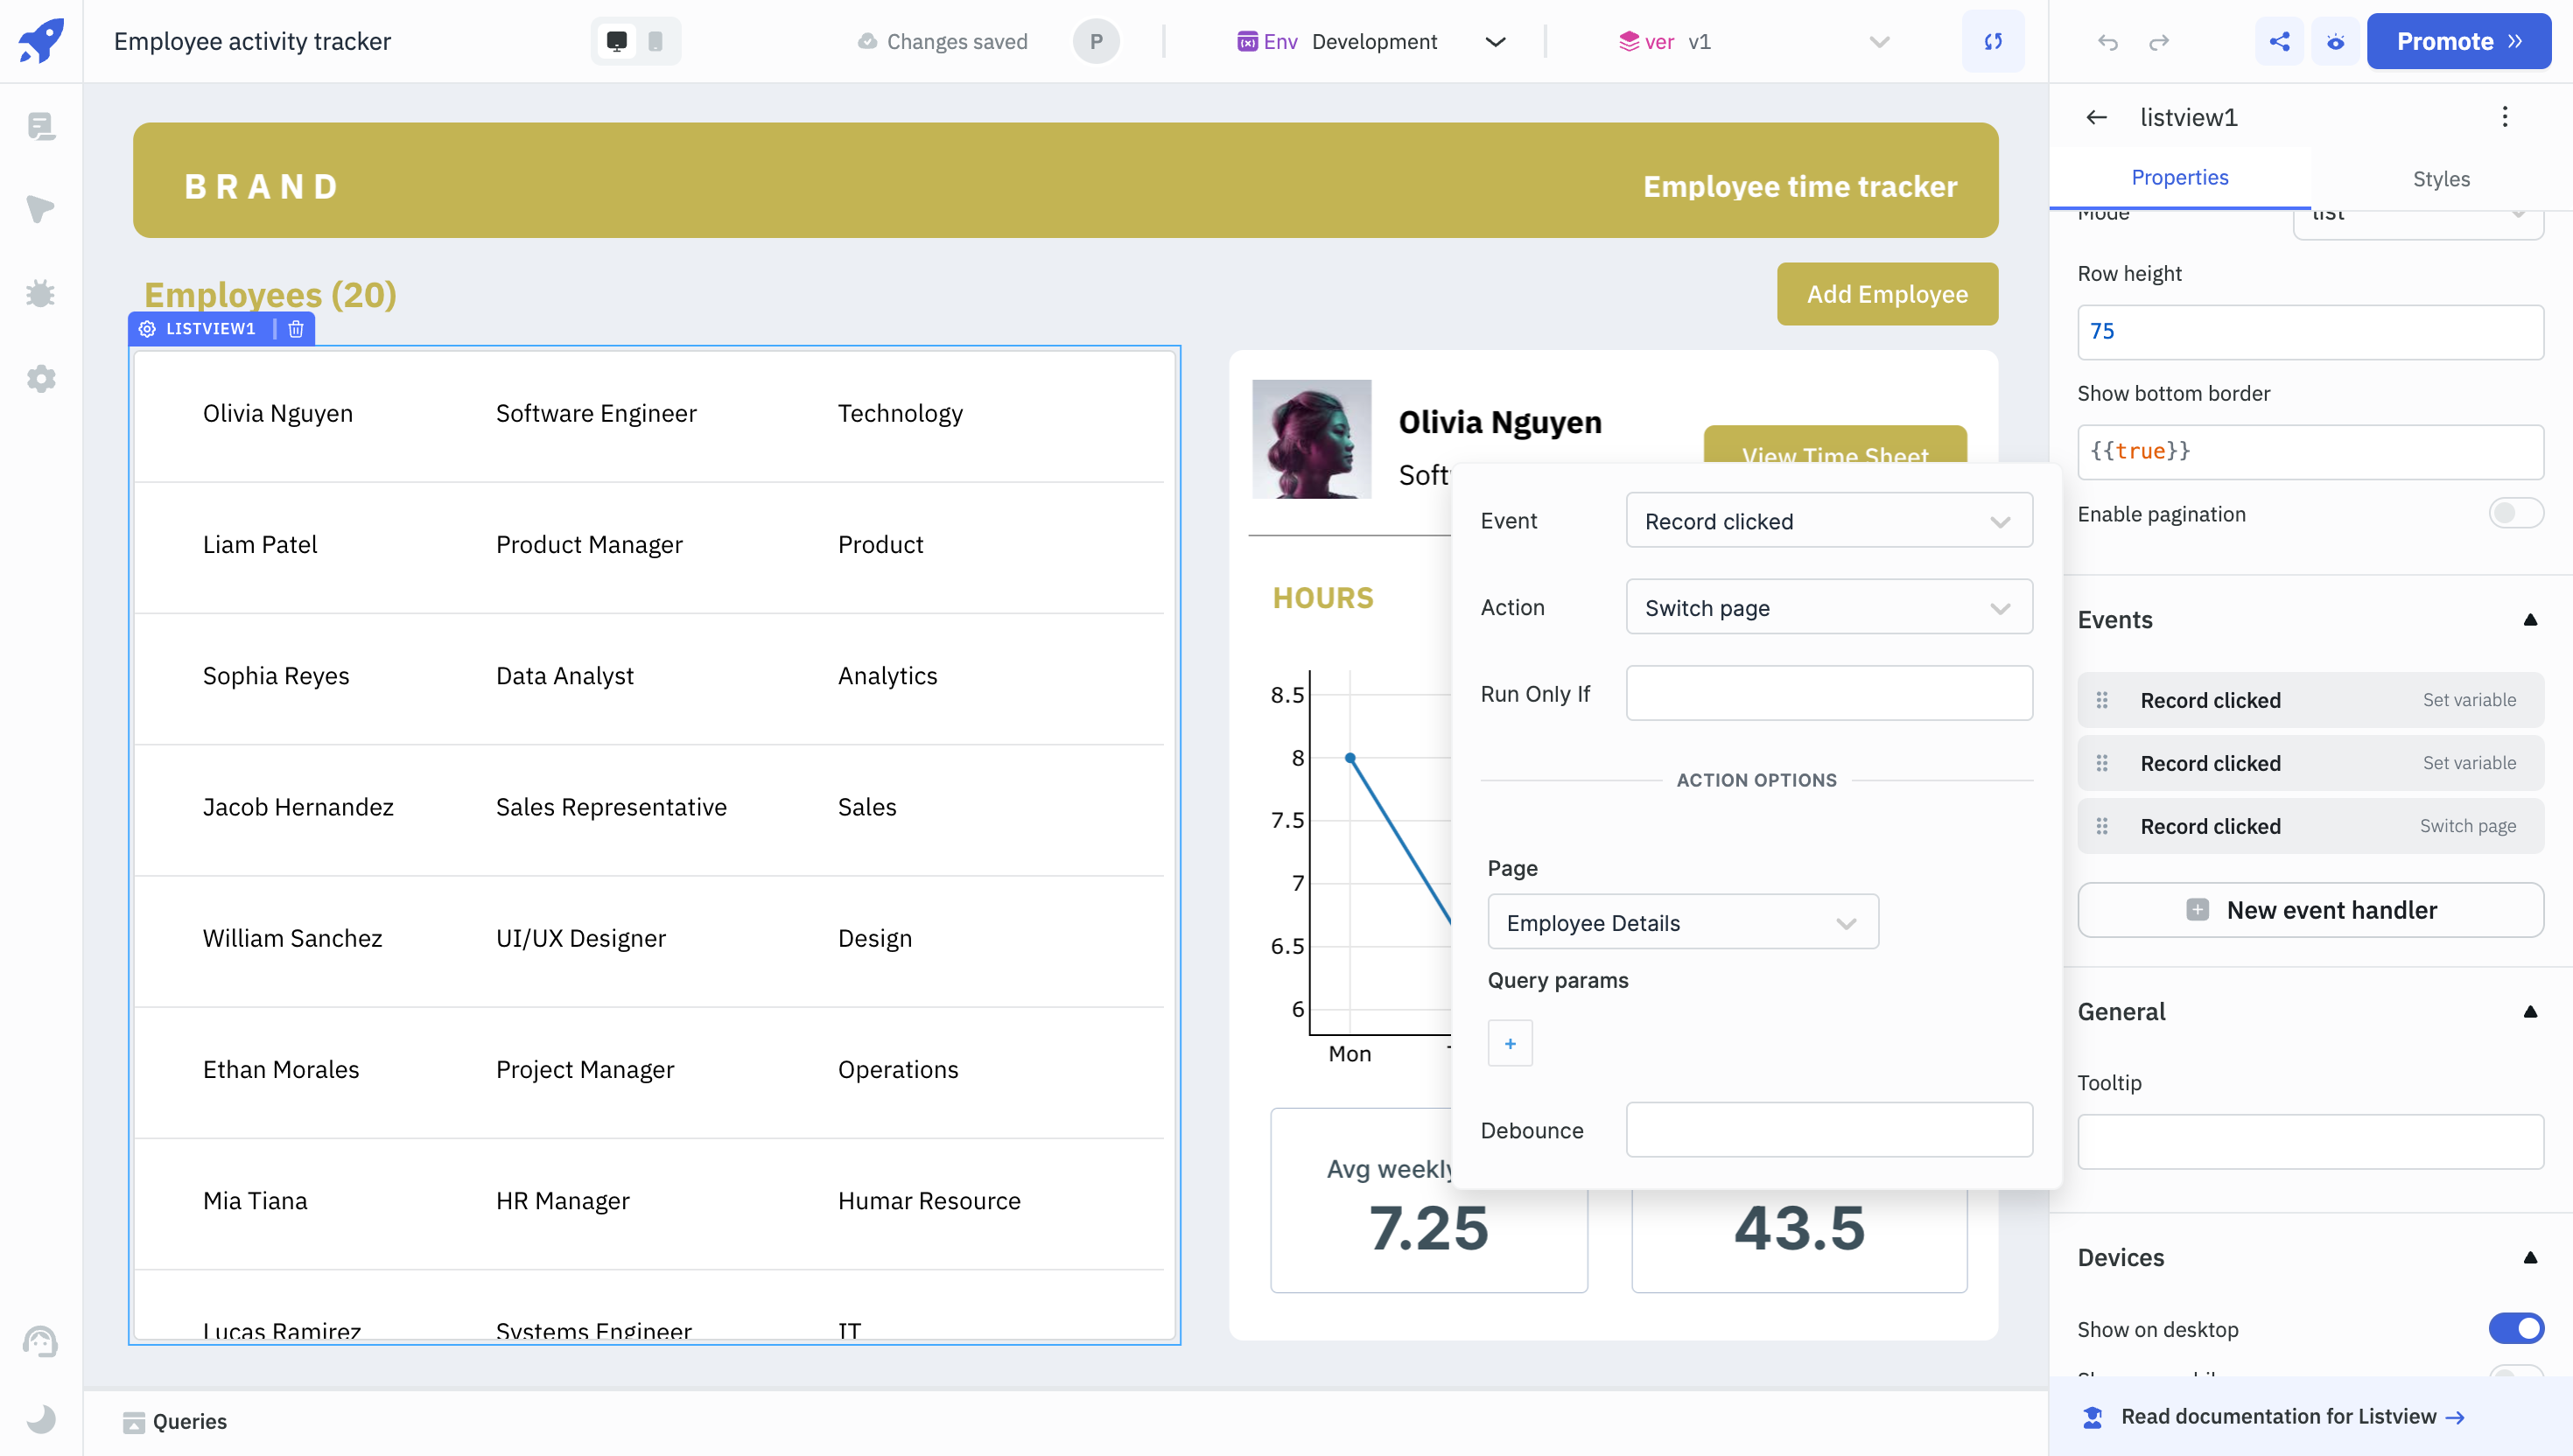 Employee activity tracker
Changes saved
P
Env Development
ver v1
Promote
BRAND
Employee time tracker
Employees (20)
Add Employee
LISTVIEW1
Olivia Nguyen Software Engineer Technology
Liam Patel Product Manager Product
Sophia Reyes Data Analyst Analytics
Jacob Hernandez Sales Representative Sales
William Sanchez UI/UX Designer Design
Ethan Morales Project Manager Operations
Mia Tiana HR Manager Humar Resource
Lucas Ramirez Systems Engineer IT
Olivia Nguyen
Soft
View Time Sheet
HOURS
8.5
8
7.5
7
6.5
6
Mon
Avg weekly
7.25
43.5
Event Record clicked
Action Switch page
Run Only If
ACTION OPTIONS
Page
Employee Details
Query params
+
Debounce
listview1
Properties Styles
Mode list
Row height
75
Show bottom border
{{true}}
Enable pagination
Events
Record clicked Set variable
Record clicked Set variable
Record clicked Switch page
New event handler
General
Tooltip
Devices
Show on desktop
Read documentation for Listview →
Queries